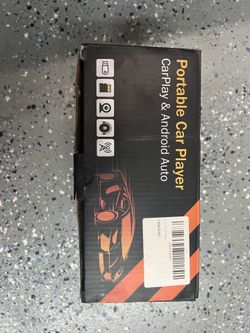 Portable Car Player
CarPlay & Android Auto